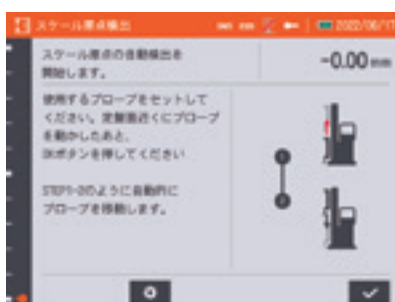 スケール原点検出
2022/06/17
スケール原点の自動検出を
開始します。
-0.00 mm
使用するプローブをセットして
ください。定盤面近くにプローブ
を動かしたあと、
OKボタンを押してください
STEP1-2のように自動的に
プローブを移動します。
1
2